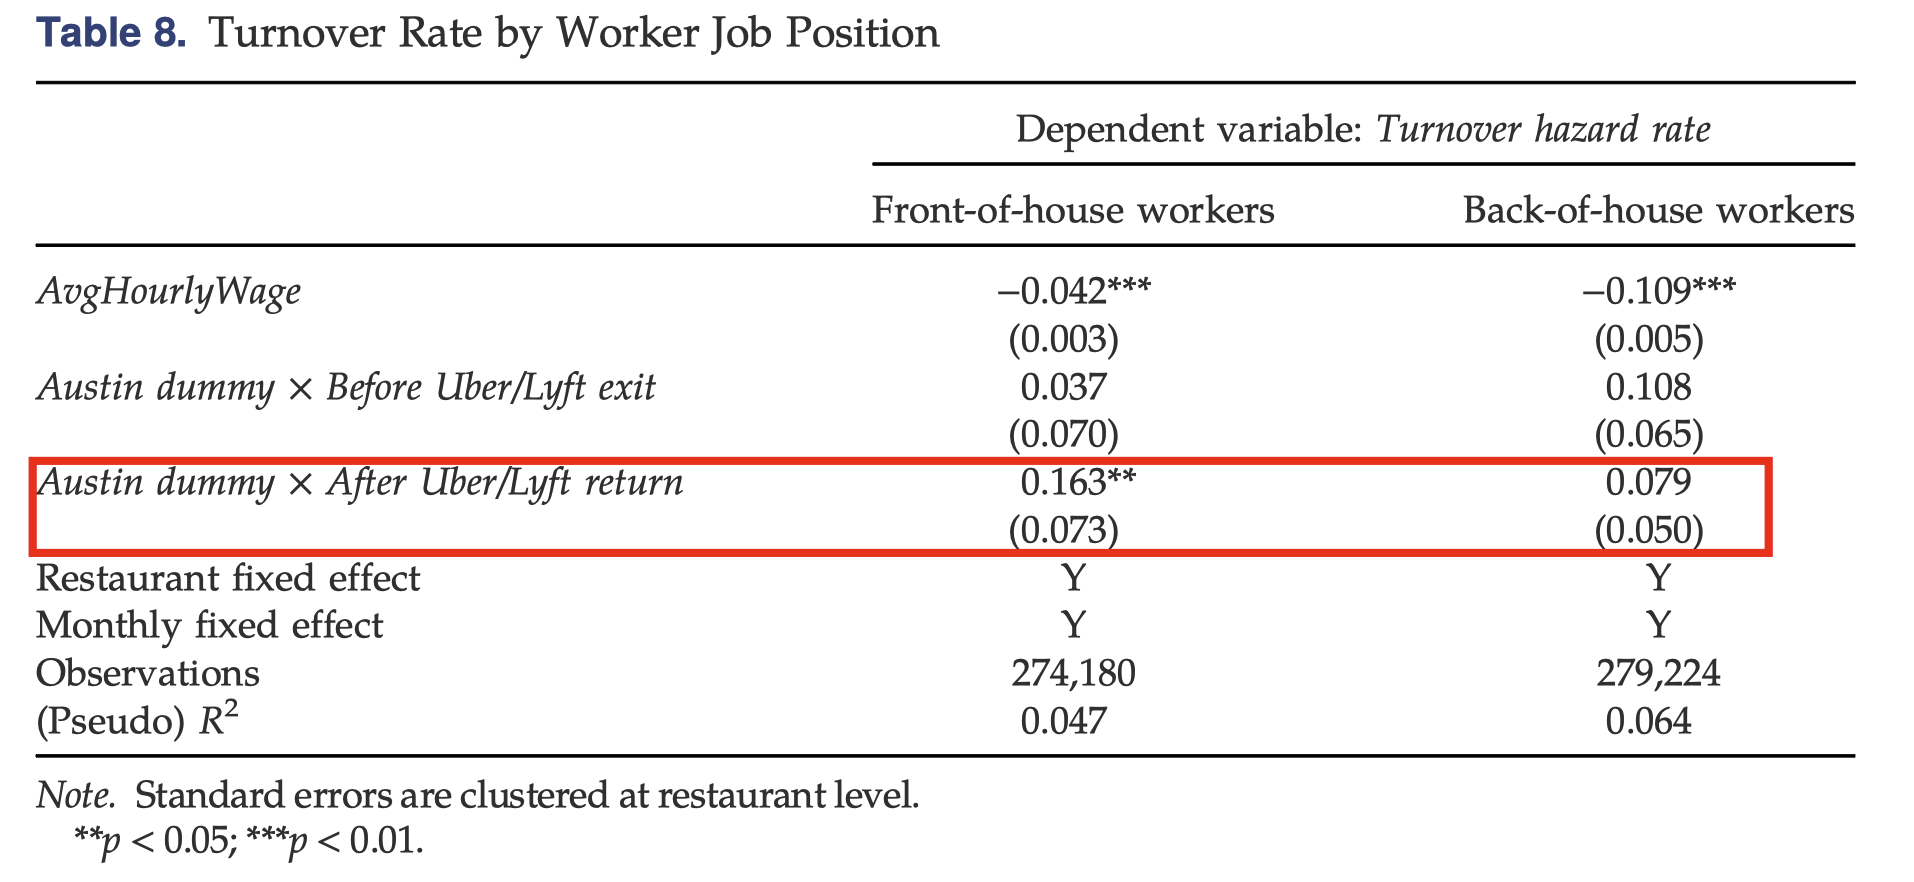 Table 8. Turnover Rate by Worker Job Position
Dependent variable: Turnover hazard rate
Front-of-house workers Back-of-house workers
AvgHourlyWage −0.042*** −0.109***
(0.003) (0.005)
Austin dummy × Before Uber/Lyft exit 0.037 0.108
(0.070) (0.065)
Austin dummy × After Uber/Lyft return 0.163** 0.079
(0.073) (0.050)
Restaurant fixed effect Y Y
Monthly fixed effect Y Y
Observations 274,180 279,224
(Pseudo) R² 0.047 0.064
Note. Standard errors are clustered at restaurant level.
**p < 0.05; ***p < 0.01.